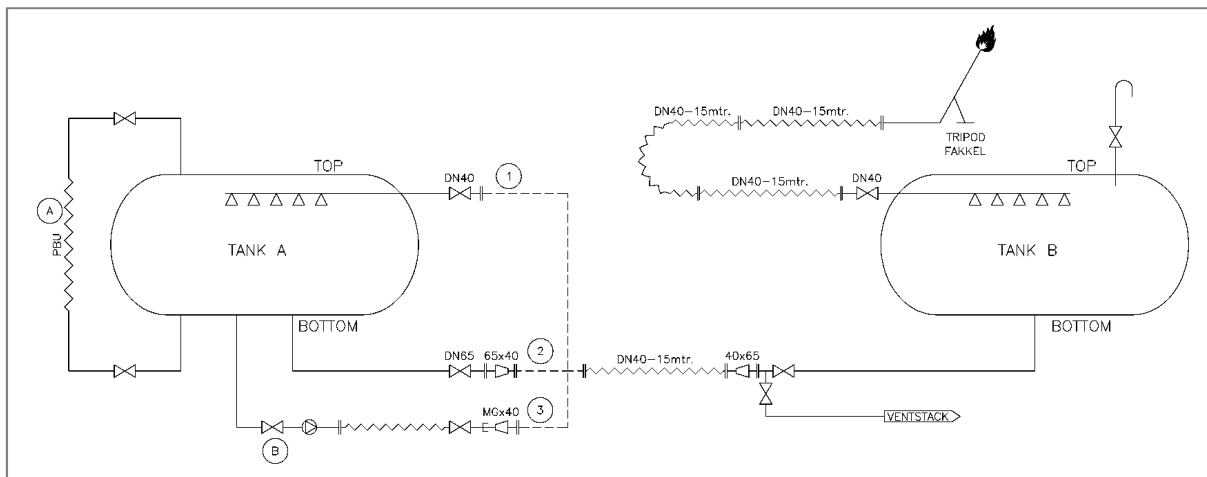 DN40-15mtr.
DN40-15mtr.
TRIPOD
FAKKEL
TOP
DN40
1
DN40-15mtr.
DN40
TOP
A
PBU
TANK A
TANK B
BOTTOM
BOTTOM
DN65
65x40
2
DN40-15mtr.
40x65
MGx40
3
VENTSTACK
B